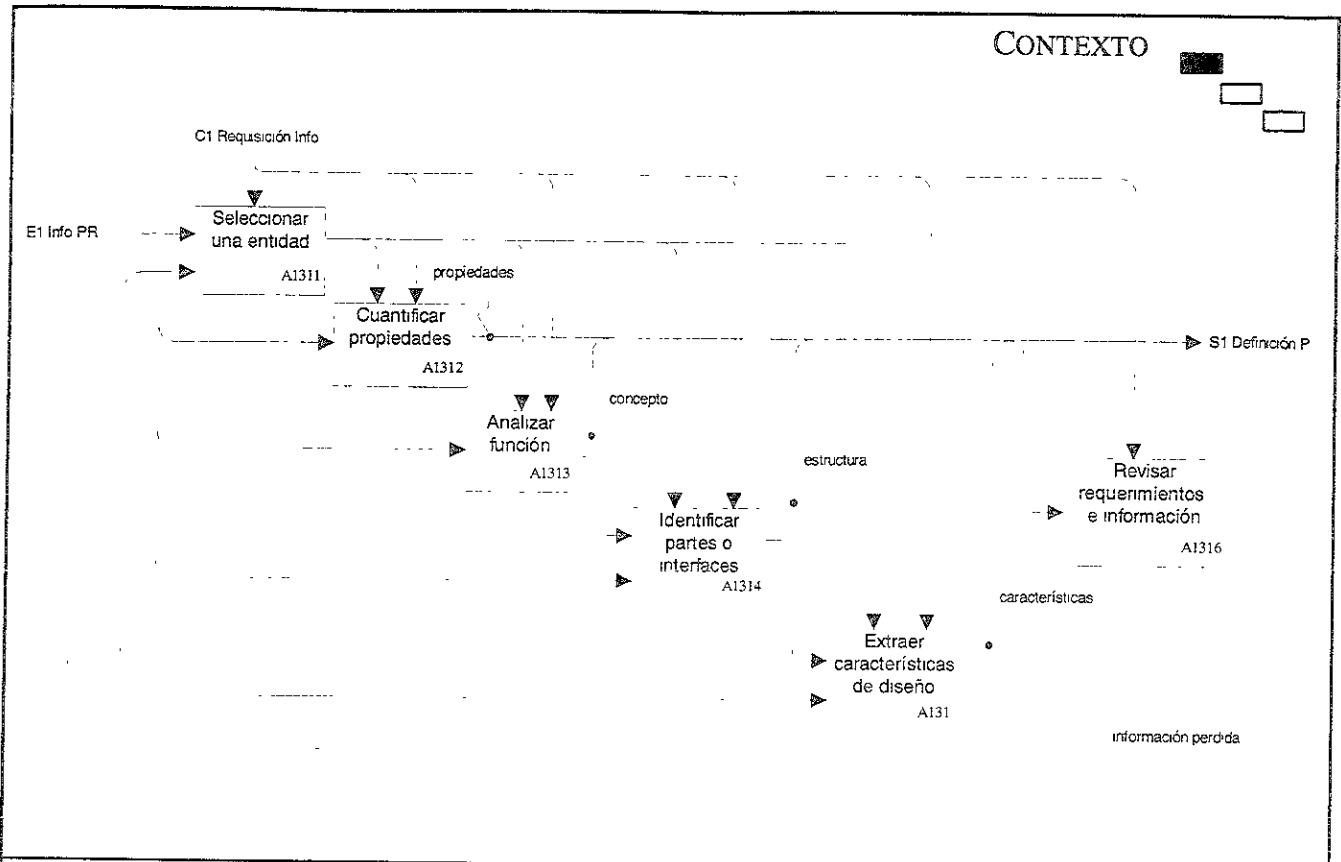 CONTEXTO
C1 Requisición Info
E1 Info PR
Seleccionar
una entidad
A1311
propiedades
Cuantificar
propiedades
A1312
S1 Definición P
concepto
Analizar
función
A1313
estructura
Revisar
requerimientos
e información
A1316
Identificar
partes o
interfaces
A1314
características
Extraer
características
de diseño
A131
información perdida